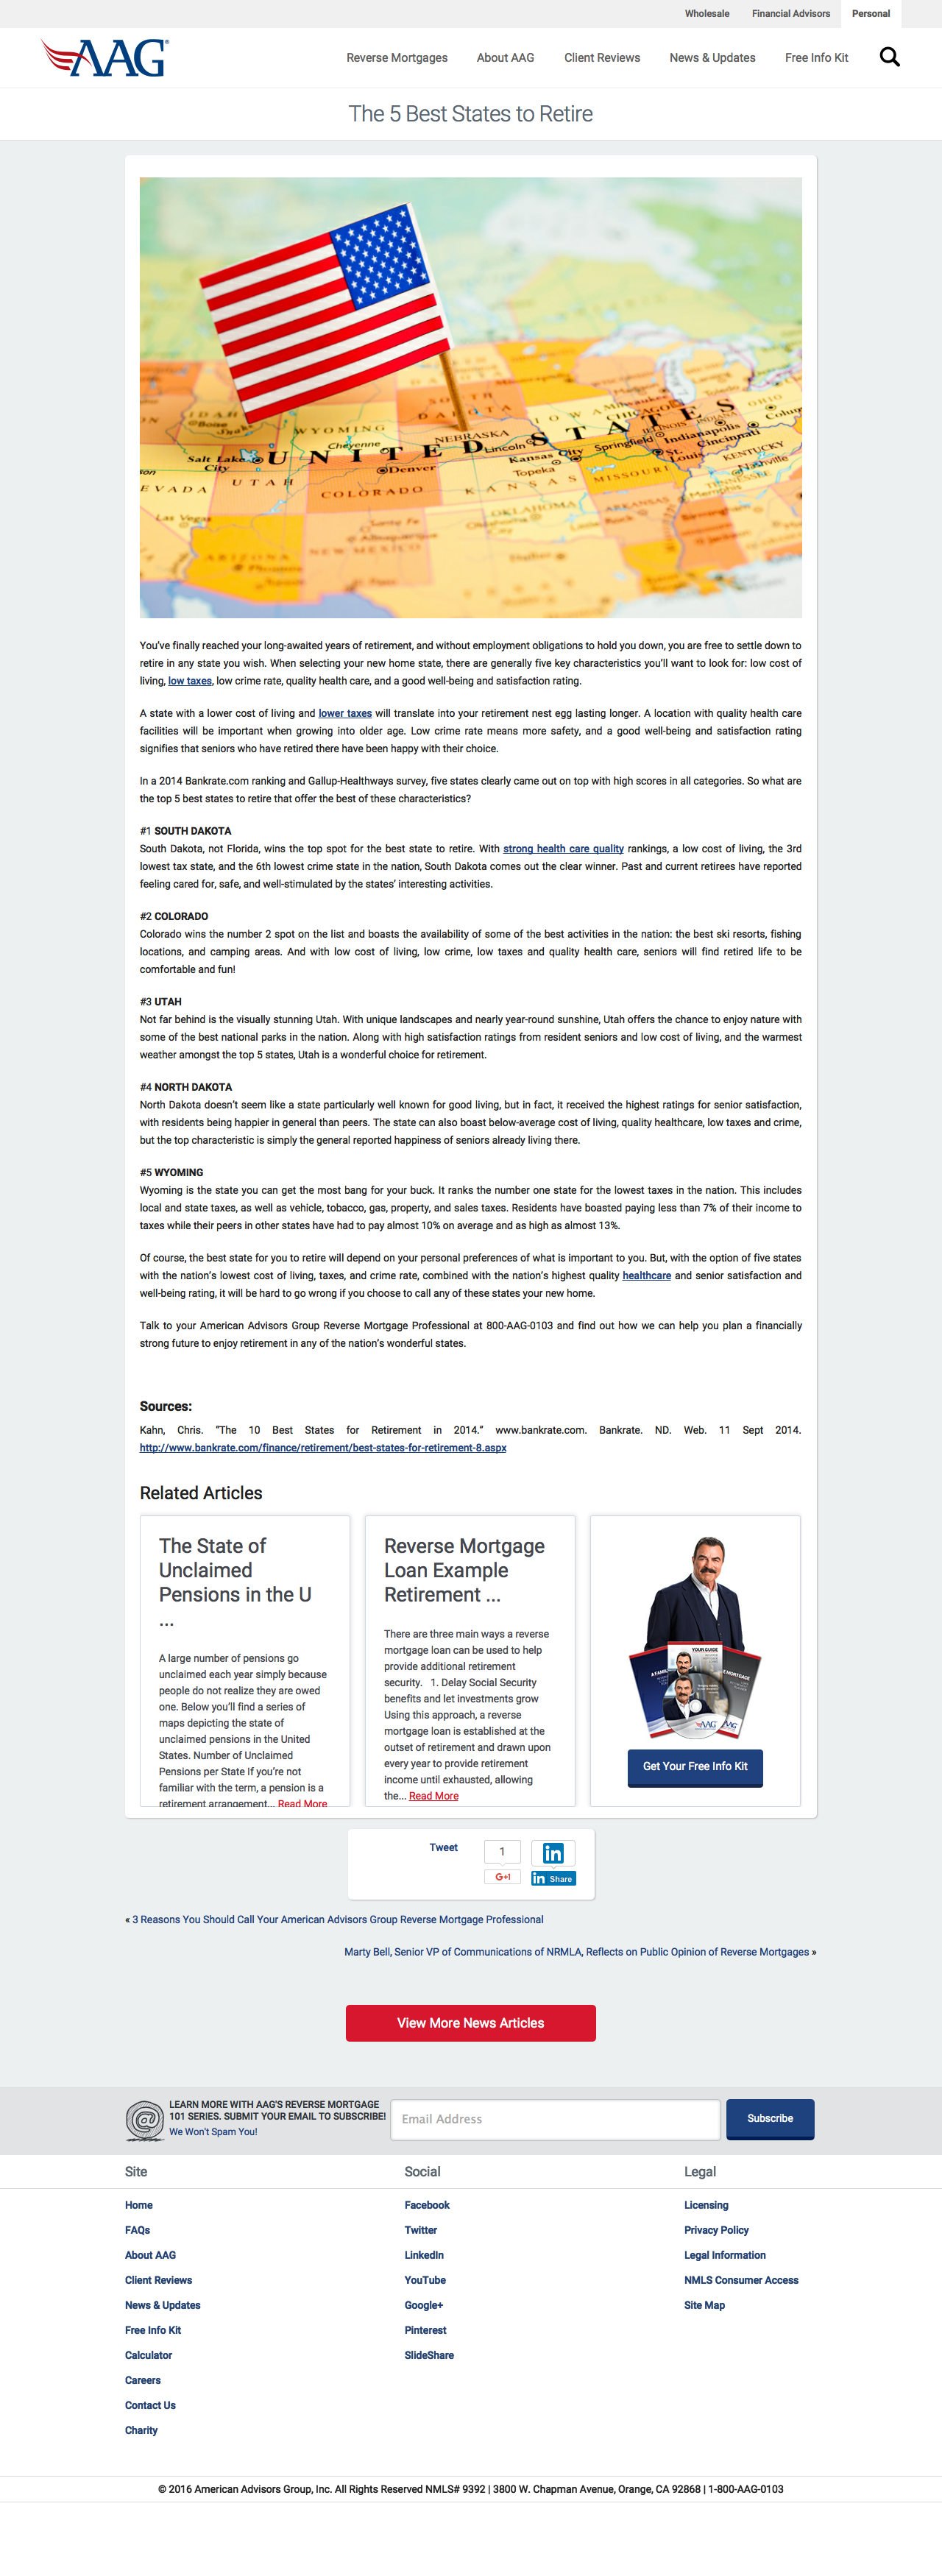 Wholesale Financial Advisors Personal
AAG®
Reverse Mortgages About AAG Client Reviews News & Updates Free Info Kit
The 5 Best States to Retire
IDAHO
SOUTH
DAKOTA
WYOMING
Cheyenne
NEBRASKA
Lincoln
IOWA
Chicago
ILLINOIS
INDIANA
OHIO
Salt Lake
City
UNITED STATES
Denver
Kansas City
Topeka
Springfield
St. Louis
Indianapolis
Cincinnati
KENTUCKY
Nashville
EVADA
UTAH
COLORADO
KANSAS
MISSOURI
Las Vegas
Santa Fe
OKLAHOMA
Oklahoma City
ARKANSAS
Memphis
ARIZONA
NEW MEXICO
You've finally reached your long-awaited years of retirement, and without employment obligations to hold you down, you are free to settle down to
retire in any state you wish. When selecting your new home state, there are generally five key characteristics you'll want to look for: low cost of
living, low taxes, low crime rate, quality health care, and a good well-being and satisfaction rating.
A state with a lower cost of living and lower taxes will translate into your retirement nest egg lasting longer. A location with quality health care
facilities will be important when growing into older age. Low crime rate means more safety, and a good well-being and satisfaction rating
signifies that seniors who have retired there have been happy with their choice.
In a 2014 Bankrate.com ranking and Gallup-Healthways survey, five states clearly came out on top with high scores in all categories. So what are
the top 5 best states to retire that offer the best of these characteristics?
#1 SOUTH DAKOTA
South Dakota, not Florida, wins the top spot for the best state to retire. With strong health care quality rankings, a low cost of living, the 3rd
lowest tax state, and the 6th lowest crime state in the nation, South Dakota comes out the clear winner. Past and current retirees have reported
feeling cared for, safe, and well-stimulated by the states' interesting activities.
#2 COLORADO
Colorado wins the number 2 spot on the list and boasts the availability of some of the best activities in the nation: the best ski resorts, fishing
locations, and camping areas. And with low cost of living, low crime, low taxes and quality health care, seniors will find retired life to be
comfortable and fun!
#3 UTAH
Not far behind is the visually stunning Utah. With unique landscapes and nearly year-round sunshine, Utah offers the chance to enjoy nature with
some of the best national parks in the nation. Along with high satisfaction ratings from resident seniors and low cost of living, and the warmest
weather amongst the top 5 states, Utah is a wonderful choice for retirement.
#4 NORTH DAKOTA
North Dakota doesn't seem like a state particularly well known for good living, but in fact, it received the highest ratings for senior satisfaction,
with residents being happier in general than peers. The state can also boast below-average cost of living, quality healthcare, low taxes and crime,
but the top characteristic is simply the general reported happiness of seniors already living there.
#5 WYOMING
Wyoming is the state you can get the most bang for your buck. It ranks the number one state for the lowest taxes in the nation. This includes
local and state taxes, as well as vehicle, tobacco, gas, property, and sales taxes. Residents have boasted paying less than 7% of their income to
taxes while their peers in other states have had to pay almost 10% on average and as high as almost 13%.
Of course, the best state for you to retire will depend on your personal preferences of what is important to you. But, with the option of five states
with the nation's lowest cost of living, taxes, and crime rate, combined with the nation's highest quality healthcare and senior satisfaction and
well-being rating, it will be hard to go wrong if you choose to call any of these states your new home.
Talk to your American Advisors Group Reverse Mortgage Professional at 800-AAG-0103 and find out how we can help you plan a financially
strong future to enjoy retirement in any of the nation's wonderful states.
Sources:
Kahn, Chris. "The 10 Best States for Retirement in 2014." www.bankrate.com. Bankrate. ND. Web. 11 Sept 2014.
http://www.bankrate.com/finance/retirement/best-states-for-retirement-8.aspx
Related Articles
The State of
Unclaimed
Pensions in the U
...
A large number of pensions go
unclaimed each year simply because
people do not realize they are owed
one. Below you'll find a series of
maps depicting the state of
unclaimed pensions in the United
States. Number of Unclaimed
Pensions per State If you're not
familiar with the term, a pension is a
retirement arrangement... Read More
Reverse Mortgage
Loan Example
Retirement ...
There are three main ways a reverse
mortgage loan can be used to help
provide additional retirement
security. 1. Delay Social Security
benefits and let investments grow
Using this approach, a reverse
mortgage loan is established at the
outset of retirement and drawn upon
every year to provide retirement
income until exhausted, allowing
the... Read More
YOUR GUIDE
AAG
AAG
Get Your Free Info Kit
Tweet
1
G+1
in
in Share
« 3 Reasons You Should Call Your American Advisors Group Reverse Mortgage Professional
Marty Bell, Senior VP of Communications of NRMLA, Reflects on Public Opinion of Reverse Mortgages »
View More News Articles
LEARN MORE WITH AAG'S REVERSE MORTGAGE
101 SERIES. SUBMIT YOUR EMAIL TO SUBSCRIBE!
We Won't Spam You!
Email Address
Subscribe
Site
Home
FAQs
About AAG
Client Reviews
News & Updates
Free Info Kit
Calculator
Careers
Contact Us
Charity
Social
Facebook
Twitter
LinkedIn
YouTube
Google+
Pinterest
SlideShare
Legal
Licensing
Privacy Policy
Legal Information
NMLS Consumer Access
Site Map
© 2016 American Advisors Group, Inc. All Rights Reserved NMLS# 9392 | 3800 W. Chapman Avenue, Orange, CA 92868 | 1-800-AAG-0103